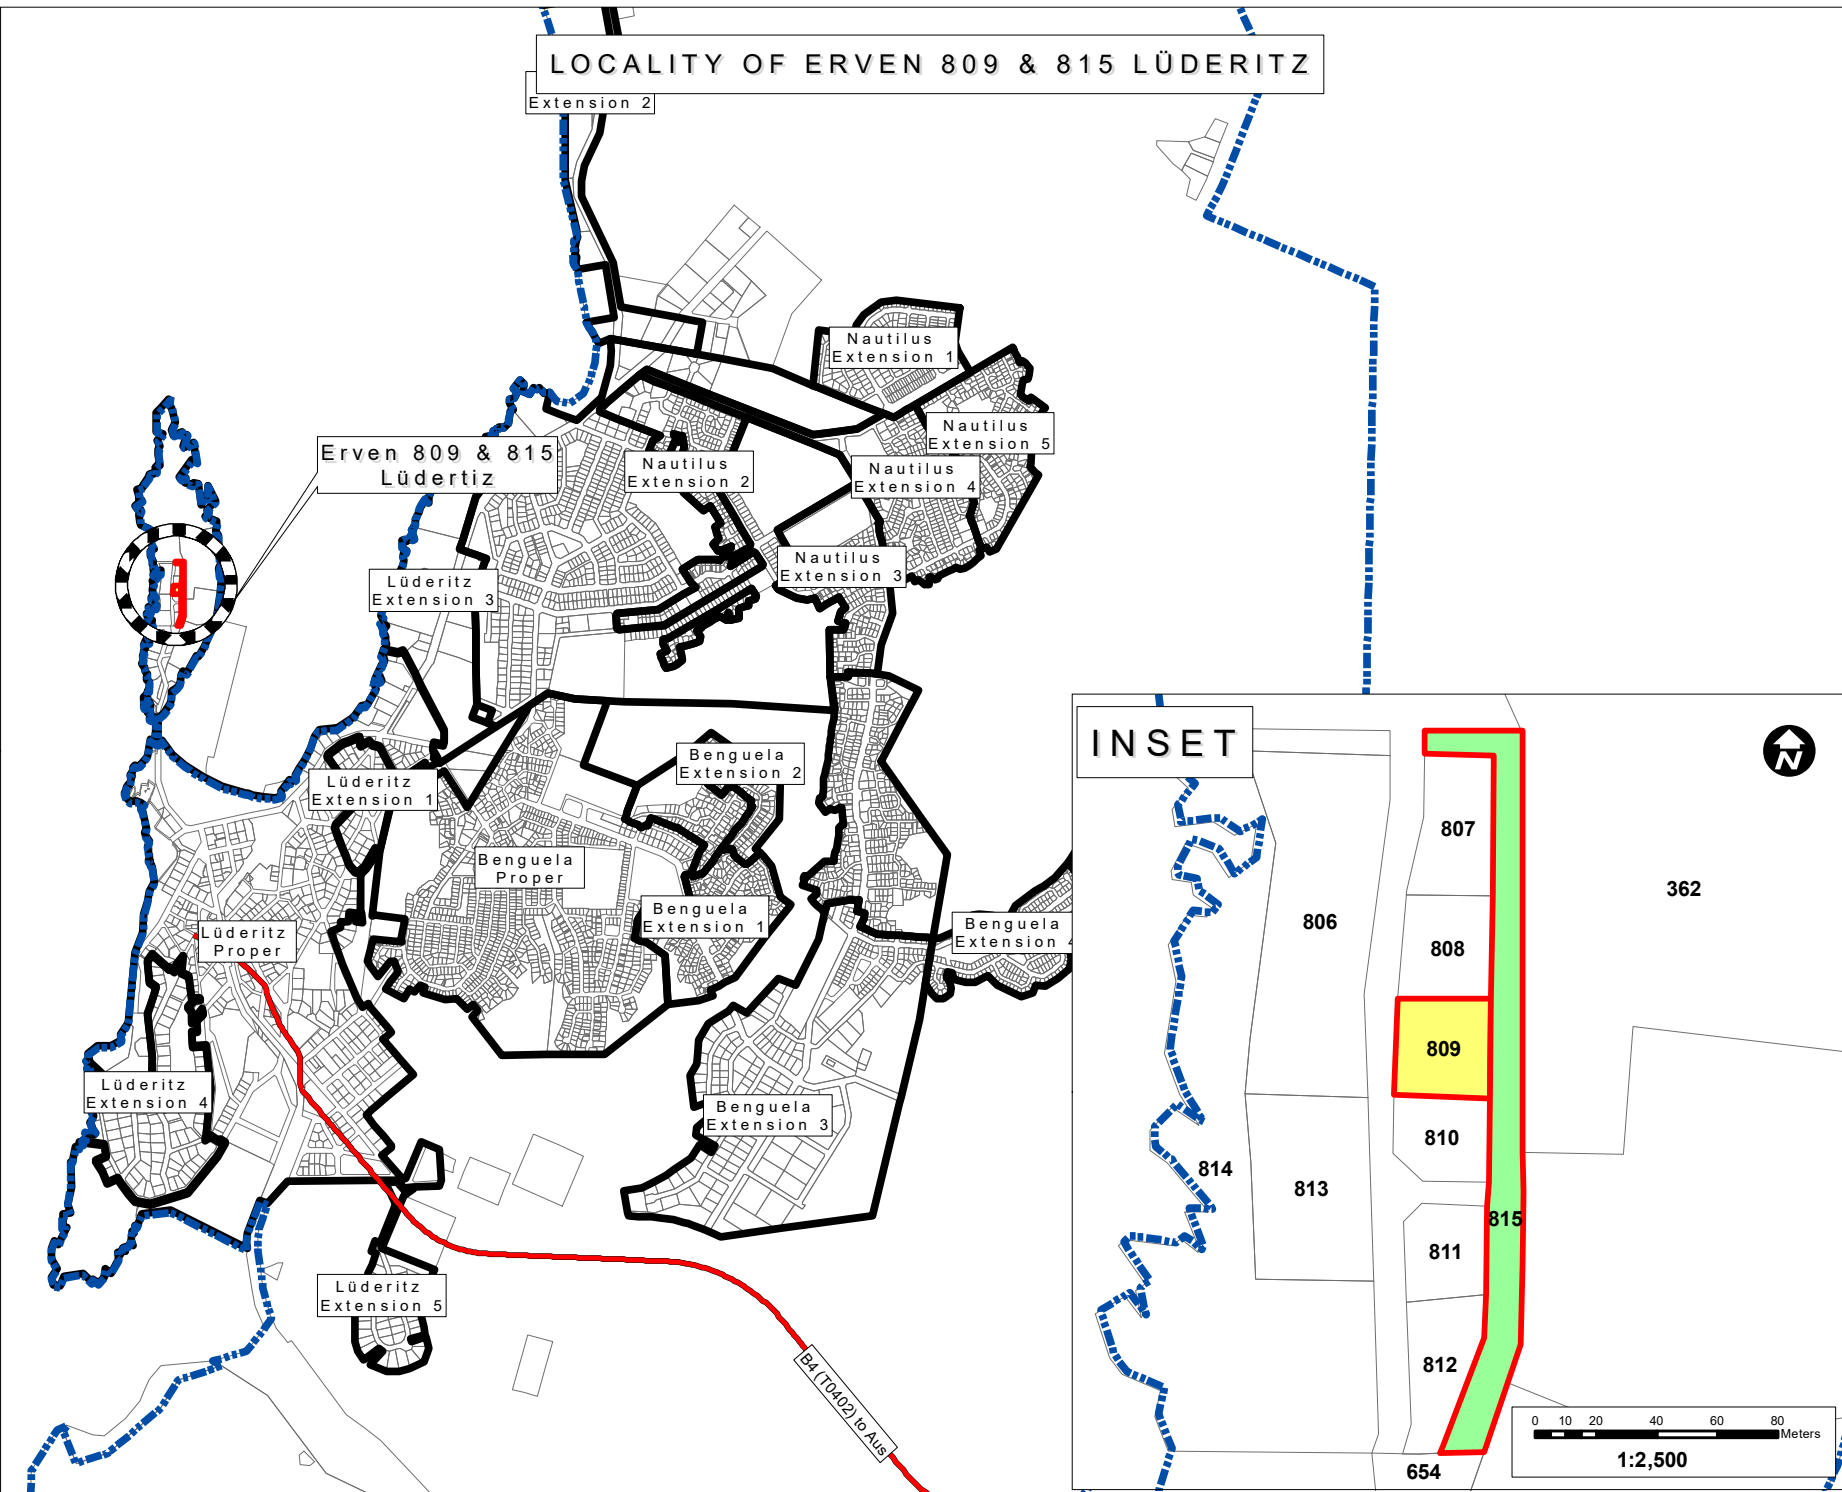 LOCALITY OF ERVEN 809 & 815 LÜDERITZ
Extension 2
Nautilus
Extension 1
Nautilus
Extension 5
Erven 809 & 815
Lüdertiz
Nautilus
Extension 2
Nautilus
Extension 4
Nautilus
Extension 3
Lüderitz
Extension 3
Benguela
Extension 2
Lüderitz
Extension 1
Benguela
Proper
Benguela
Extension 1
Lüderitz
Proper
Benguela
Extension 4
Lüderitz
Extension 4
Benguela
Extension 3
Lüderitz
Extension 5
B4 (T0402) to Aus
INSET
N
807
362
806
808
809
810
814
813
815
811
812
654
0 10 20 40 60 80
Meters
1:2,500